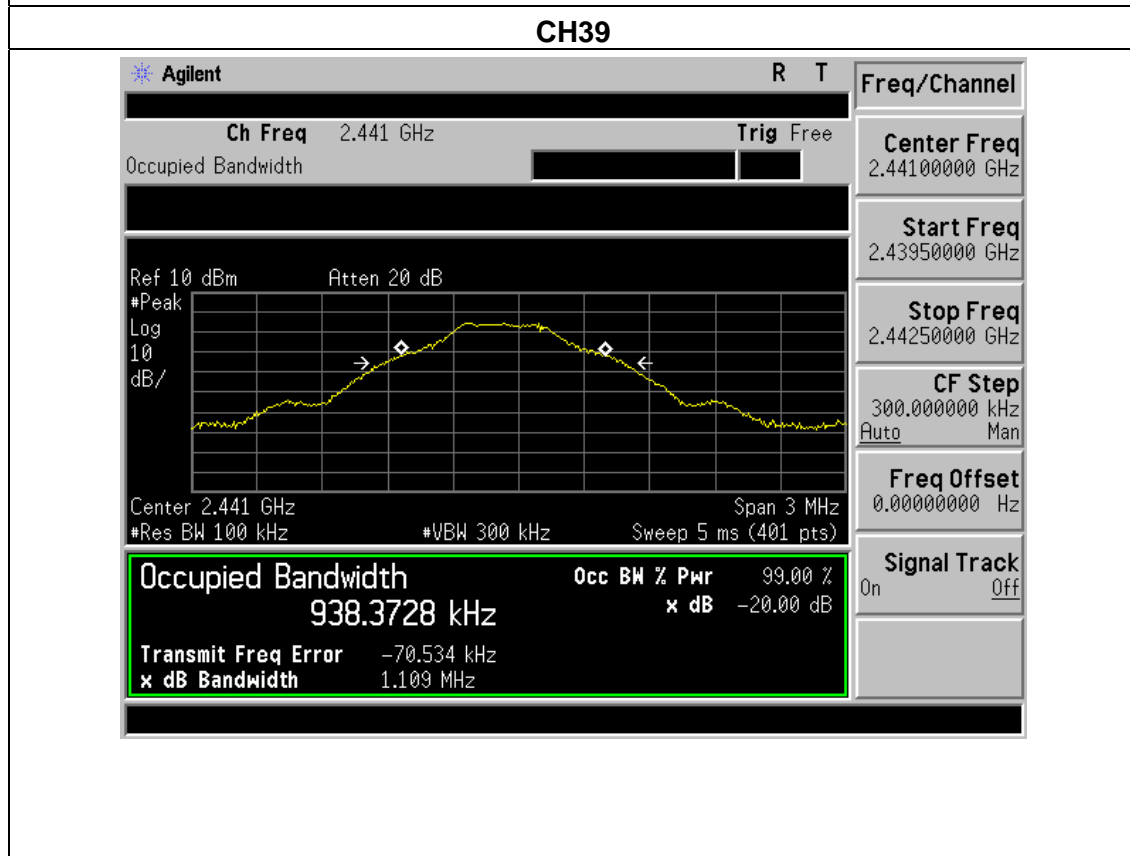 CH39
Agilent R T
Freq/Channel
Ch Freq 2.441 GHz Trig Free
Occupied Bandwidth
Center Freq
2.44100000 GHz
Start Freq
2.43950000 GHz
Stop Freq
2.44250000 GHz
CF Step
300.000000 kHz
Auto Man
Freq Offset
0.00000000 Hz
Signal Track
On Off
Ref 10 dBm Atten 20 dB
#Peak
Log
10
dB/
Center 2.441 GHz Span 3 MHz
#Res BW 100 kHz #VBW 300 kHz Sweep 5 ms (401 pts)
Occupied Bandwidth Occ BW % Pwr 99.00 %
938.3728 kHz x dB -20.00 dB
Transmit Freq Error -70.534 kHz
x dB Bandwidth 1.109 MHz